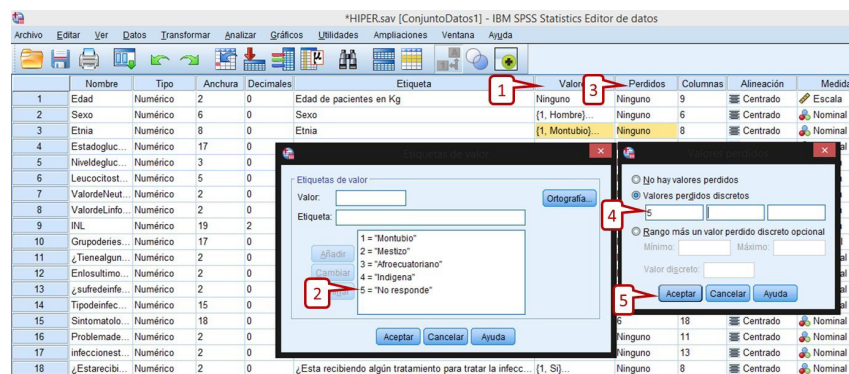 *HIPER.sav [ConjuntoDatos1] - IBM SPSS Statistics Editor de datos
Archivo Editar Ver Datos Transformar Analizar Gráficos Utilidades Ampliaciones Ventana Ayuda
Nombre Tipo Anchura Decimales Etiqueta 1 Valores 3 Perdidos Columnas Alineación Medida
1 Edad Numérico 2 0 Edad de pacientes en Kg Ninguno Ninguno 9 Centrado Escala
2 Sexo Numérico 6 0 Sexo {1, Hombre}... Ninguno 6 Centrado Nominal
3 Etnia Numérico 8 0 Etnia {1, Montubio}... Ninguno 8 Centrado Nominal
4 Estadogluc... Numérico 17 0
5 Niveldegluc... Numérico 3 0
6 Leucocitost... Numérico 5 0
7 ValordeNeut... Numérico 2 0
8 ValordeLinfo... Numérico 2 0
9 INL Numérico 19 2
10 Grupoderies... Numérico 17 0
11 ¿Tienealgun... Numérico 2 0
12 Enlosultimo... Numérico 2 0
13 ¿sufredeinfe... Numérico 2 0
14 Tipodeinfec... Numérico 15 0
15 Sintomatolo... Numérico 18 0 6 18 Centrado Nominal
16 Problemade... Numérico 2 0 Ninguno 11 Centrado Nominal
17 infeccionest... Numérico 2 0 Ninguno 13 Centrado Nominal
18 ¿Estarecibi... Numérico 2 0 ¿Esta recibiendo algún tratamiento para tratar la infecc... {1, Si}... Ninguno 8 Centrado Nominal
Etiquetas de valor
Etiquetas de valor
Valor:
Ortografía...
Etiqueta:
Añadir
Cambiar
1 = "Montubio"
2 = "Mestizo"
3 = "Afroecuatoriano"
4 = "Indigena"
2 5 = "No responde"
Aceptar Cancelar Ayuda
Valores perdidos
No hay valores perdidos
Valores perdidos discretos
4 5
Rango más un valor perdido discreto opcional
Mínimo: Máximo:
Valor discreto:
5 Aceptar Cancelar Ayuda